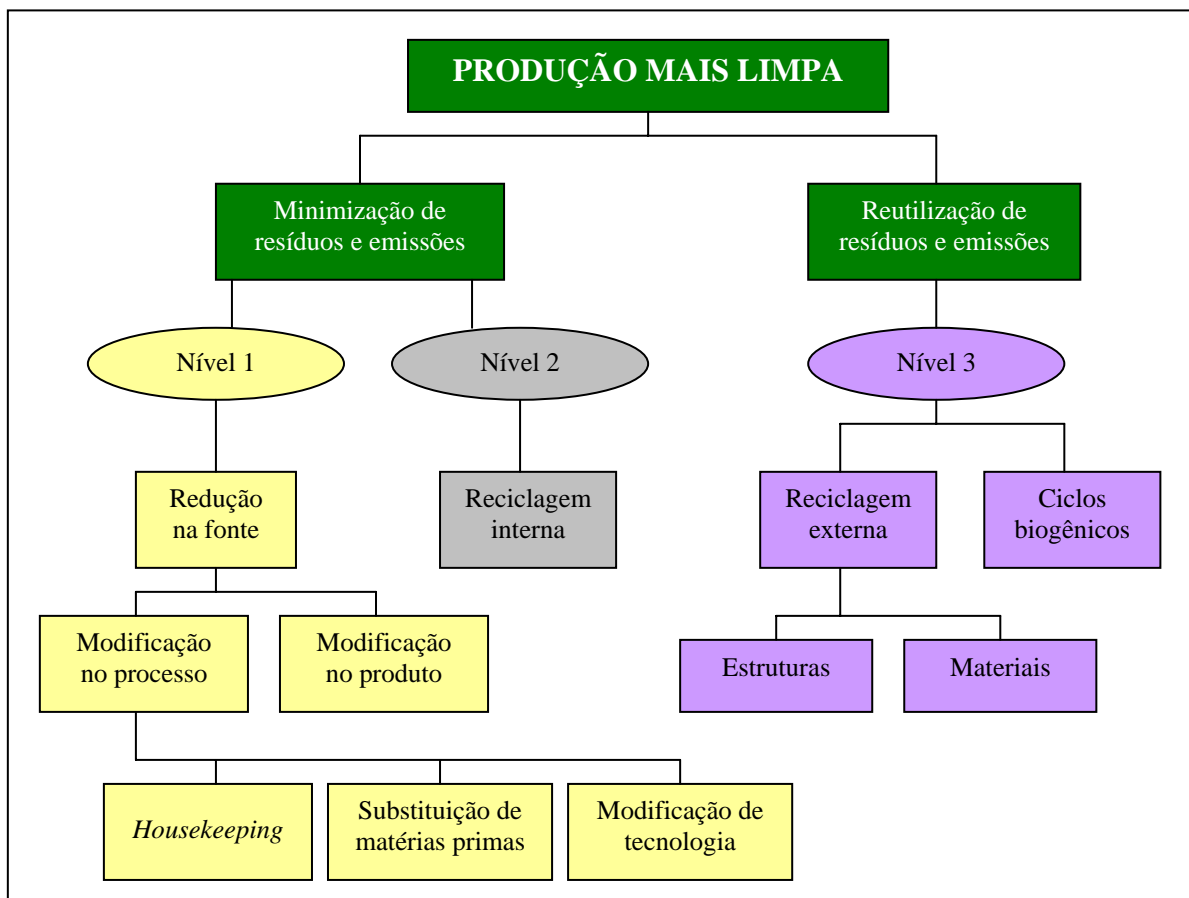 PRODUÇÃO MAIS LIMPA
Minimização de
resíduos e emissões
Reutilização de
resíduos e emissões
Nível 1
Nível 2
Nível 3
Redução
na fonte
Reciclagem
interna
Reciclagem
externa
Ciclos
biogênicos
Modificação
no processo
Modificação
no produto
Estruturas
Materiais
Housekeeping
Substituição de
matérias primas
Modificação de
tecnologia